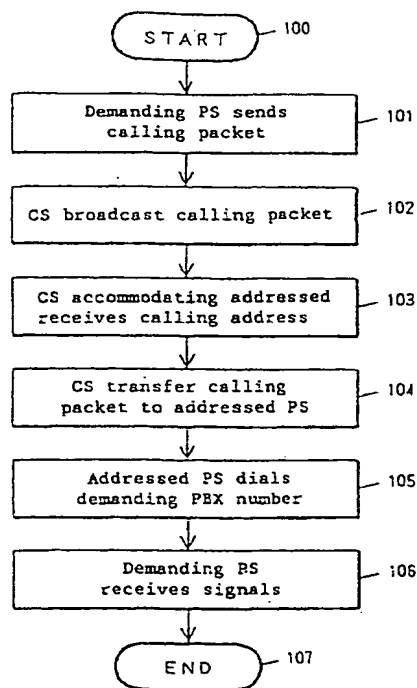 START
100
Demanding PS sends
calling packet
101
CS broadcast calling packet
102
CS accommodating addressed
receives calling address
103
CS transfer calling
packet to addressed PS
104
Addressed PS dials
demanding PBX number
105
Demanding PS
receives signals
106
END
107